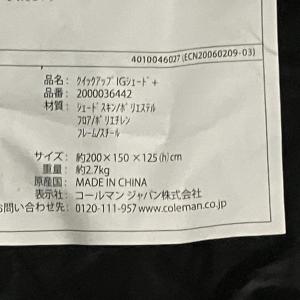 4010046027 (ECN20060209-03)
品名: クイックアップIGシェード+
品番: 2000036442
材質: シェードスキン/ポリエステル
フロア/ポリエチレン
フレーム/スチール
サイズ: 約200×150×125(h)cm
重量: 約2.7kg
原産国: MADE IN CHINA
表示社: コールマン ジャパン株式会社
お問い合わせ先: 0120-111-957 www.coleman.co.jp